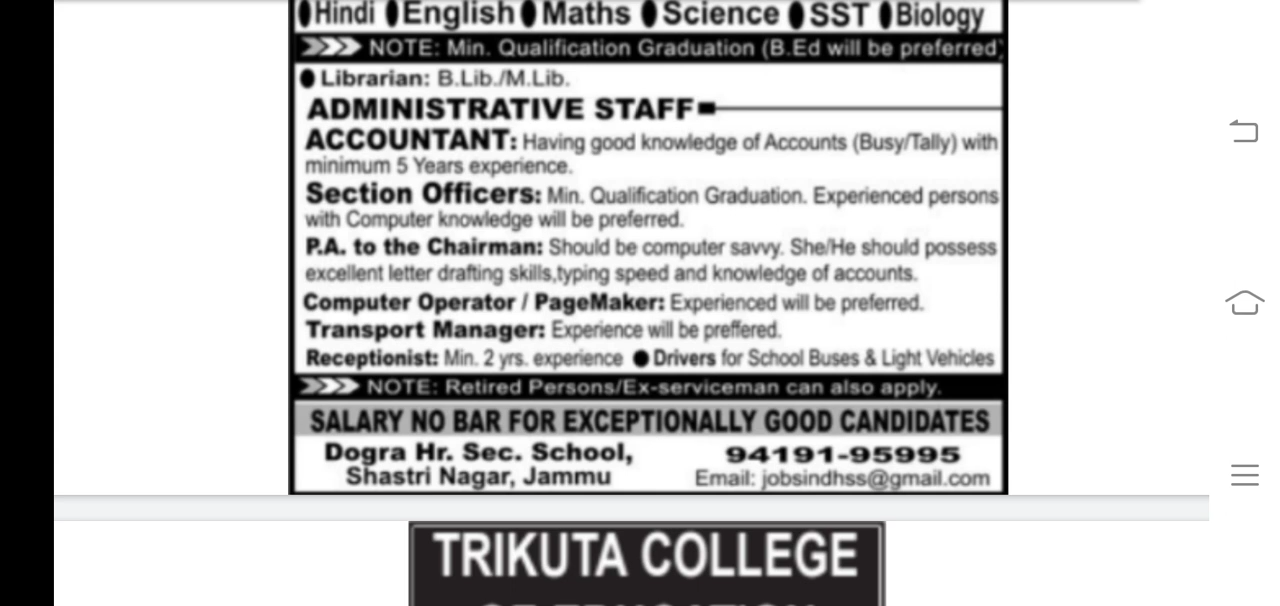 Hindi English Maths Science SST Biology
NOTE: Min. Qualification Graduation (B.Ed will be preferred)
Librarian: B.Lib./M.Lib.
ADMINISTRATIVE STAFF
ACCOUNTANT: Having good knowledge of Accounts (Busy/Tally) with
minimum 5 Years experience.
Section Officers: Min. Qualification Graduation. Experienced persons
with Computer knowledge will be preferred.
P.A. to the Chairman: Should be computer savvy. She/He should possess
excellent letter drafting skills,typing speed and knowledge of accounts.
Computer Operator / PageMaker: Experienced will be preferred.
Transport Manager: Experience will be preffered.
Receptionist: Min. 2 yrs. experience ● Drivers for School Buses & Light Vehicles
NOTE: Retired Persons/Ex-serviceman can also apply.
SALARY NO BAR FOR EXCEPTIONALLY GOOD CANDIDATES
Dogra Hr. Sec. School, 94191-95995
Shastri Nagar, Jammu Email: jobsindhss@gmail.com
TRIKUTA COLLEGE